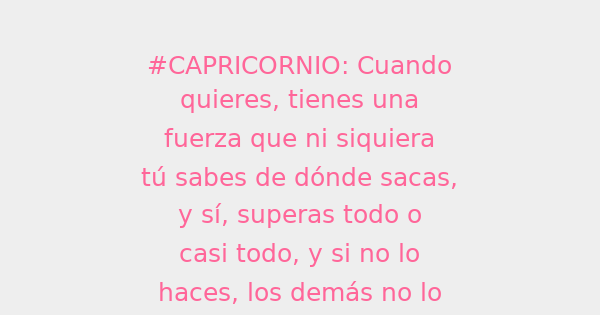 #CAPRICORNIO: Cuando
quieres, tienes una
fuerza que ni siquiera
tú sabes de dónde sacas,
y sí, superas todo o
casi todo, y si no lo
haces, los demás no lo